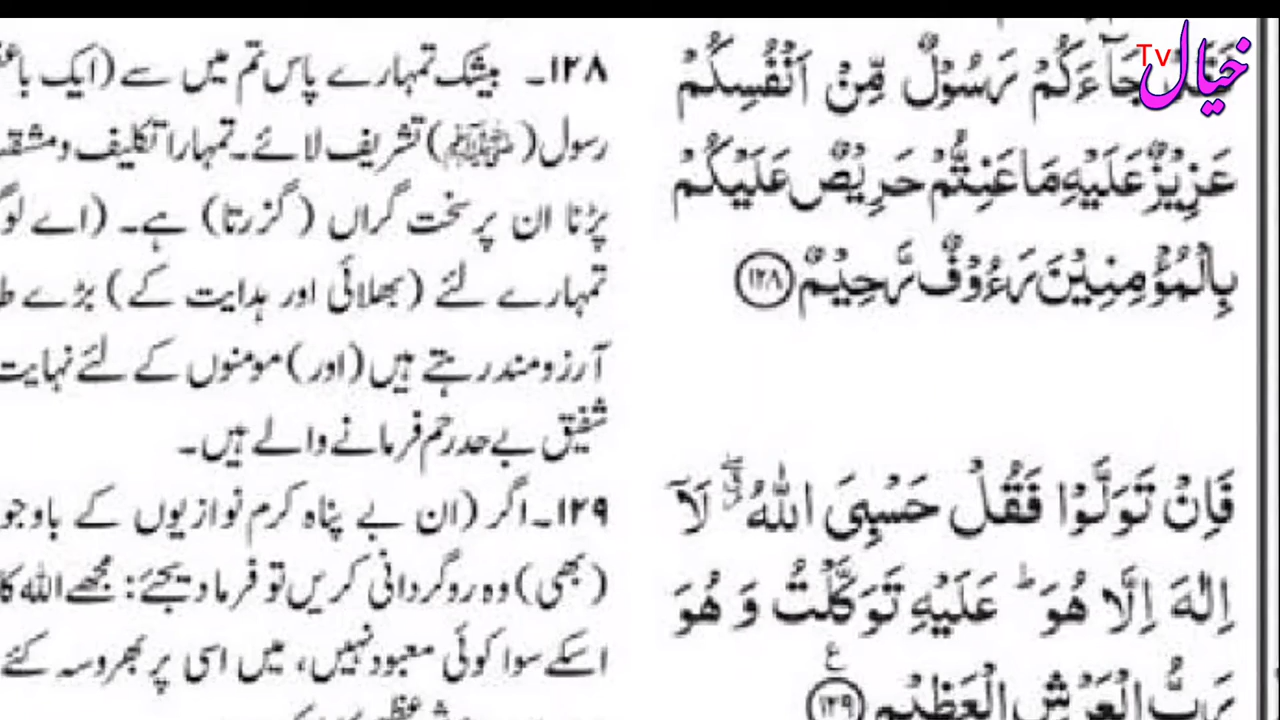 خیال Tv
جَآءَكُمْ رَسُوْلٌ مِّنْ اَنْفُسِكُمْ
عَزِيْزٌ عَلَيْهِ مَا عَنِتُّمْ حَرِيْصٌ عَلَيْكُمْ
بِالْمُؤْمِنِيْنَ رَءُوْفٌ رَّحِيْمٌ ﴿۱۲۸﴾
فَاِنْ تَوَلَّوْا فَقُلْ حَسْبِيَ اللّٰهُ لَاۤ
اِلٰهَ اِلَّا هُوَ ؕ عَلَيْهِ تَوَكَّلْتُ وَ هُوَ
رَبُّ الْعَرْشِ الْعَظِيْمِ ﴿۱۲۹﴾ ع
۱۲۸۔ بیشک تمہارے پاس تم میں سے (ایک
رسول (ﷺ) تشریف لائے۔ تمہارا تکلیف و
پڑنا ان پر سخت گراں (گزرتا) ہے۔ (اے
تمہارے لئے (بھلائی اور ہدایت کے) بڑے
آرزومند رہتے ہیں (اور) مومنوں کے لئے نہایت
شفیق بے حد رحم فرمانے والے ہیں۔
۱۲۹۔ اگر (ان بے پناہ کرم نوازیوں کے
(بھی) وہ روگردانی کریں تو فرما دیجئے: مجھے اللہ
اسکے سوا کوئی معبود نہیں، میں اسی پر بھروسہ کئے